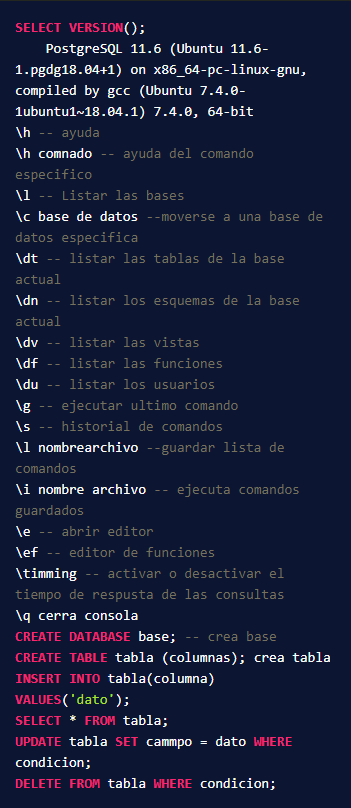 SELECT VERSION();
PostgreSQL 11.6 (Ubuntu 11.6-
1.pgdg18.04+1) on x86_64-pc-linux-gnu,
compiled by gcc (Ubuntu 7.4.0-
1ubuntu1~18.04.1) 7.4.0, 64-bit
\h -- ayuda
\h comnado -- ayuda del comando
especifico
\l -- Listar las bases
\c base de datos --moverse a una base de
datos especifica
\dt -- listar las tablas de la base
actual
\dn -- listar los esquemas de la base
actual
\dv -- listar las vistas
\df -- listar las funciones
\du -- listar los usuarios
\g -- ejecutar ultimo comando
\s -- historial de comandos
\l nombrearchivo --guardar lista de
comandos
\i nombre archivo -- ejecuta comandos
guardados
\e -- abrir editor
\ef -- editor de funciones
\timming -- activar o desactivar el
tiempo de respusta de las consultas
\q cerra consola
CREATE DATABASE base; -- crea base
CREATE TABLE tabla (columnas); crea tabla
INSERT INTO tabla(columna)
VALUES('dato');
SELECT * FROM tabla;
UPDATE tabla SET cammpo = dato WHERE
condicion;
DELETE FROM tabla WHERE condicion;